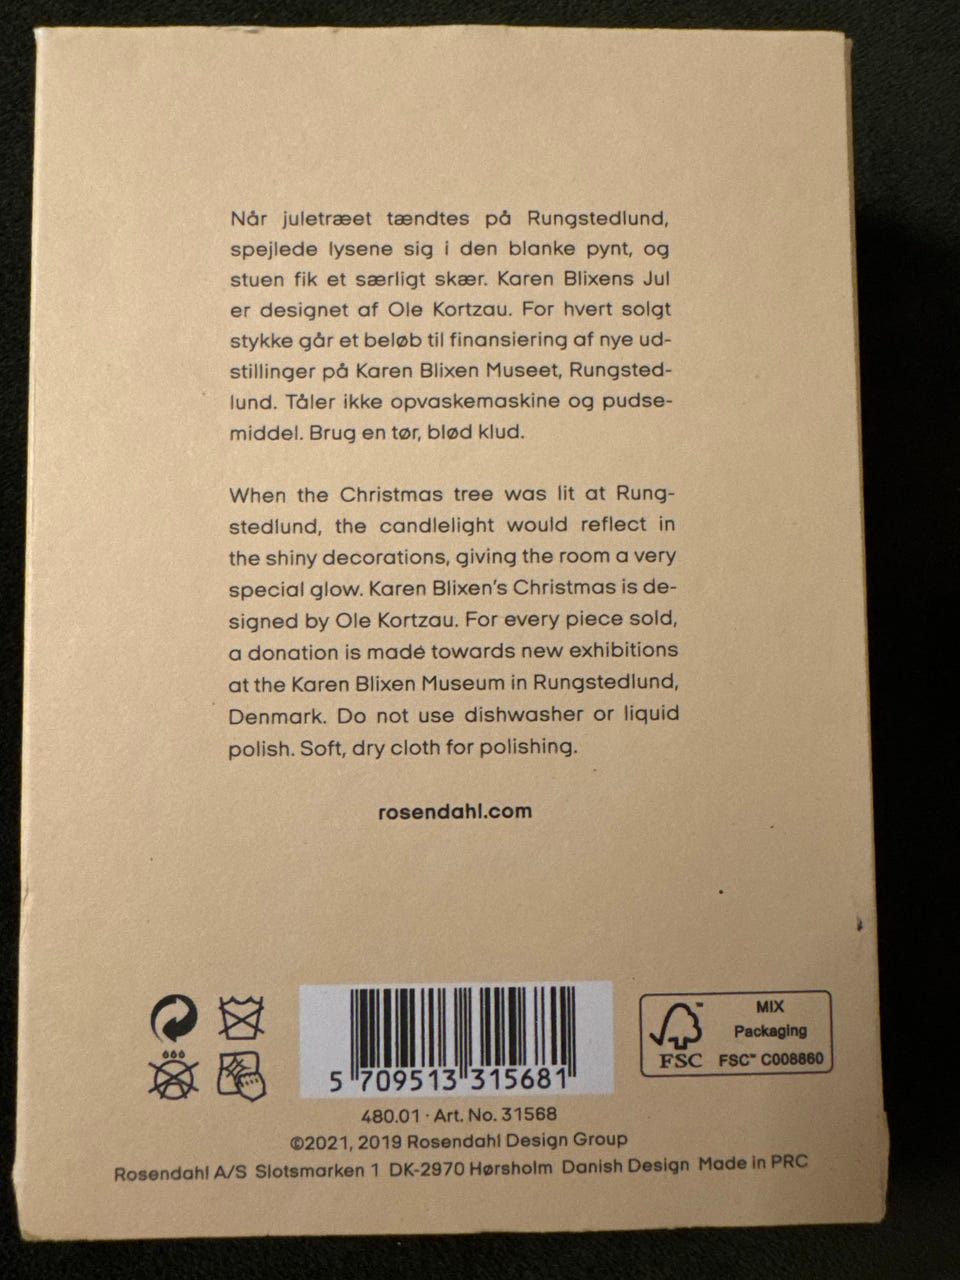 Når juletræet tændtes på Rungstedlund,
spejlede lysene sig i den blanke pynt, og
stuen fik et særligt skær. Karen Blixens Jul
er designet af Ole Kortzau. For hvert solgt
stykke går et beløb til finansiering af nye ud-
stillinger på Karen Blixen Museet, Rungsted-
lund. Tåler ikke opvaskemaskine og pudse-
middel. Brug en tør, blød klud.
When the Christmas tree was lit at Rung-
stedlund, the candlelight would reflect in
the shiny decorations, giving the room a very
special glow. Karen Blixen's Christmas is de-
signed by Ole Kortzau. For every piece sold,
a donation is made towards new exhibitions
at the Karen Blixen Museum in Rungstedlund,
Denmark. Do not use dishwasher or liquid
polish. Soft, dry cloth for polishing.
rosendahl.com
5 709513 315681
FSC™
MIX
Packaging
FSC™ C008860
480.01 · Art. No. 31568
©2021, 2019 Rosendahl Design Group
Rosendahl A/S Slotsmarken 1 DK-2970 Hørsholm Danish Design Made in PRC